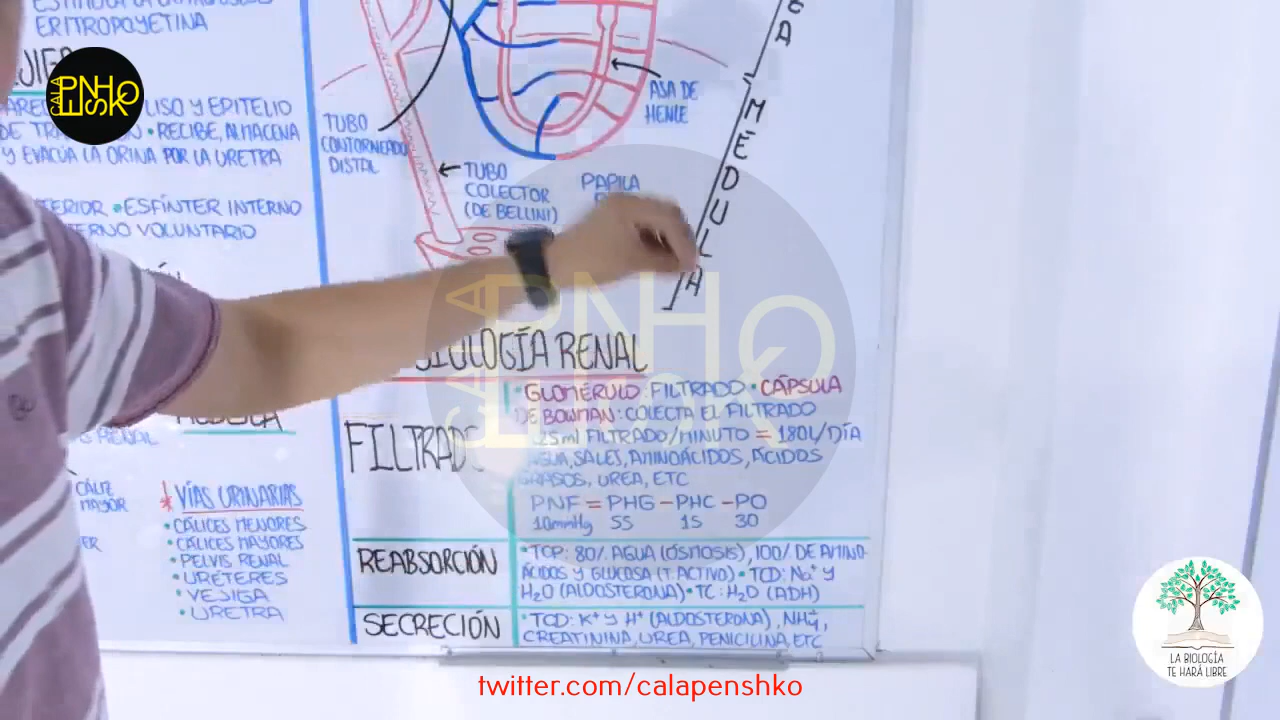 ERITROPOYETINA
LISO Y EPITELIO
RECIBE, ALMACENA
Y EVACÚA LA ORINA POR LA URETRA
•ESFÍNTER INTERNO
VOLUNTARIO
CÁLIZ
MAYOR
VÍAS URINARIAS
•CÁLICES MENORES
•CÁLICES MAYORES
•PELVIS RENAL
•URÉTERES
•VEJIGA
•URETRA
TUBO
CONTORNEADO
DISTAL
TUBO
COLECTOR
(DE BELLINI)
PAPILA
ASA DE
HENLE
MEDULA
RENAL
FILTRADO
•GLOMÉRULO: FILTRADO •CÁPSULA
DE BOWMAN: COLECTA EL FILTRADO
FILTRADO/MINUTO = 180L/DÍA
AGUA, SALES, AMINOÁCIDOS, ÁCIDOS
GRASOS, UREA, ETC
PNF = PHG - PHC - PO
10mmHg 55 15 30
REABSORCIÓN
•TCP: 80% AGUA (ÓSMOSIS), 100% DE AMINO-
ÁCIDOS Y GLUCOSA (T. ACTIVO) •TCD: Na+ Y
H2O (ALDOSTERONA) •TC: H2O (ADH)
SECRECIÓN
•TCD: K+ Y H+ (ALDOSTERONA), NH4+,
CREATININA, UREA, PENICILINA, ETC
CALA
PENSHKO
LA BIOLOGÍA
TE HARÁ LIBRE
twitter.com/calapenshko